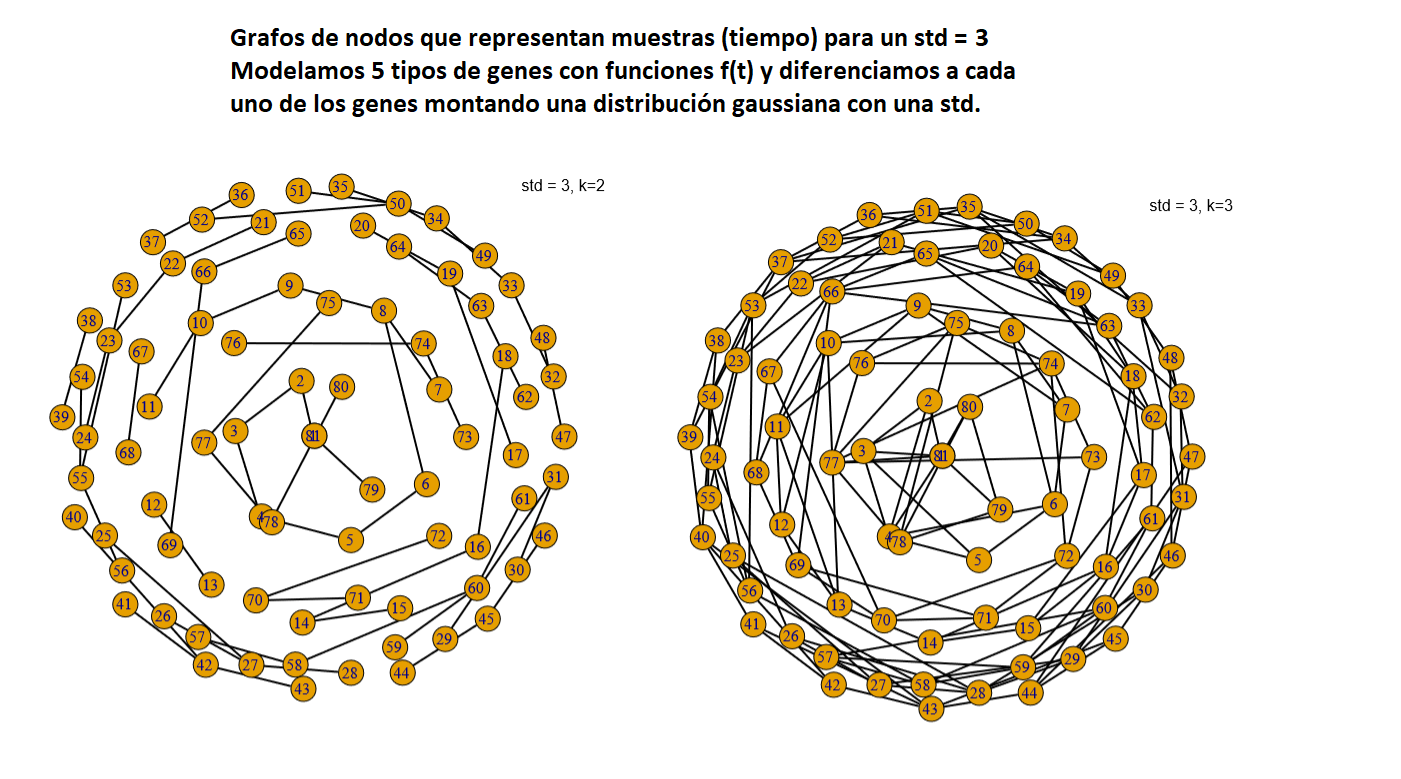 Grafos de nodos que representan muestras (tiempo) para un std = 3
Modelamos 5 tipos de genes con funciones f(t) y diferenciamos a cada
uno de los genes montando una distribución gaussiana con una std.
std = 3, k=2
std = 3, k=3
36 51 35 50 34 52 21 65 20 37 22 66 64 49
53 9 19 33 75 63 8 38 10 23 67 76 74 48 18
54 2 80 7 32 62 11 39 24 77 3 81 1 73 47
68 17 55 79 6 31 12 61 40 4 78 25 69 5 72 46
16 56 13 30 41 70 71 60 26 14 15 45 57 59 29
42 27 58 28 44 43
36 51 35 50 34 52 21 65 20 37 22 66 64 49
53 9 19 33 75 63 8 38 10 23 67 76 74 48 18
54 2 80 7 32 62 11 39 24 77 3 81 1 73 47
68 17 55 79 6 31 12 61 40 4 78 25 69 5 72 46
16 56 13 30 41 70 71 60 26 14 15 45 57 59 29
42 27 58 28 44 43